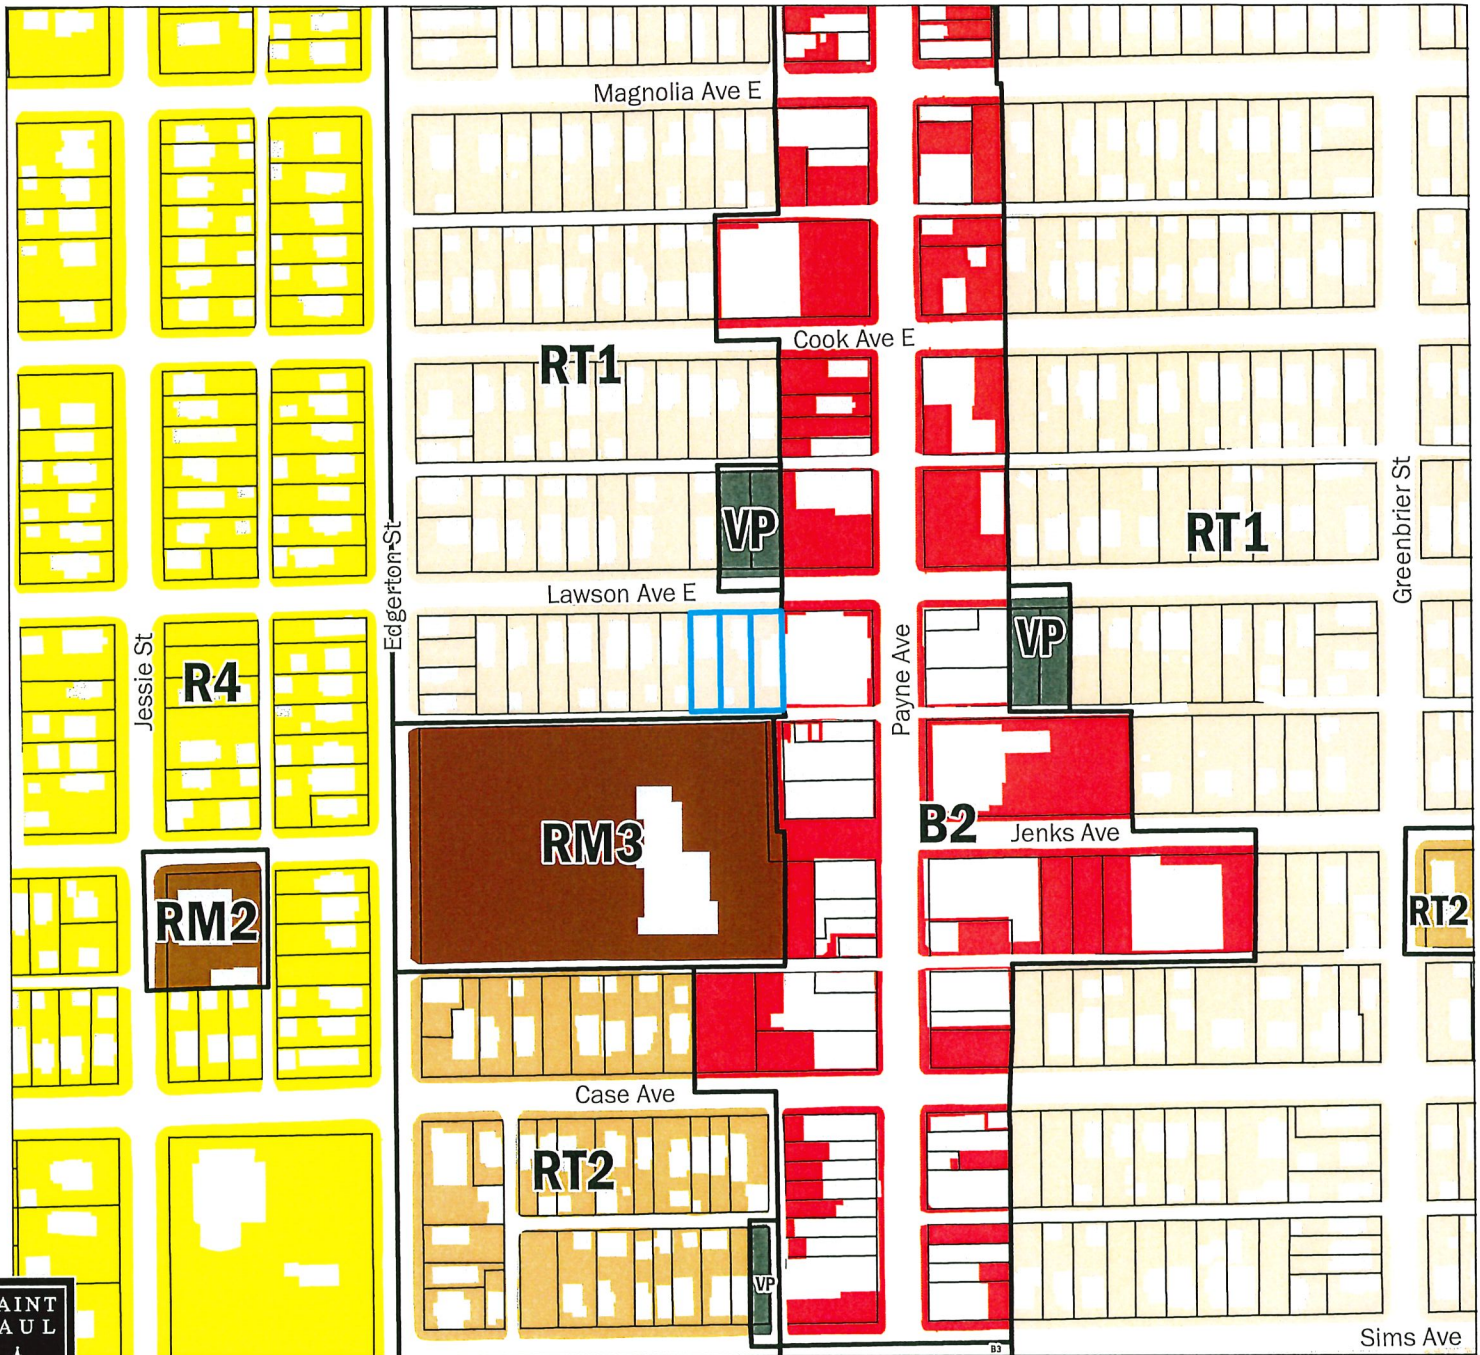 Magnolia Ave E
Cook Ave E
RT1
VP
RT1
Greenbrier St
Edgerton St
Lawson Ave E
VP
Jessie St
R4
Payne Ave
B2
Jenks Ave
RM3
RM2
RT2
Case Ave
RT2
VP
AINT
AUL
Sims Ave
B3